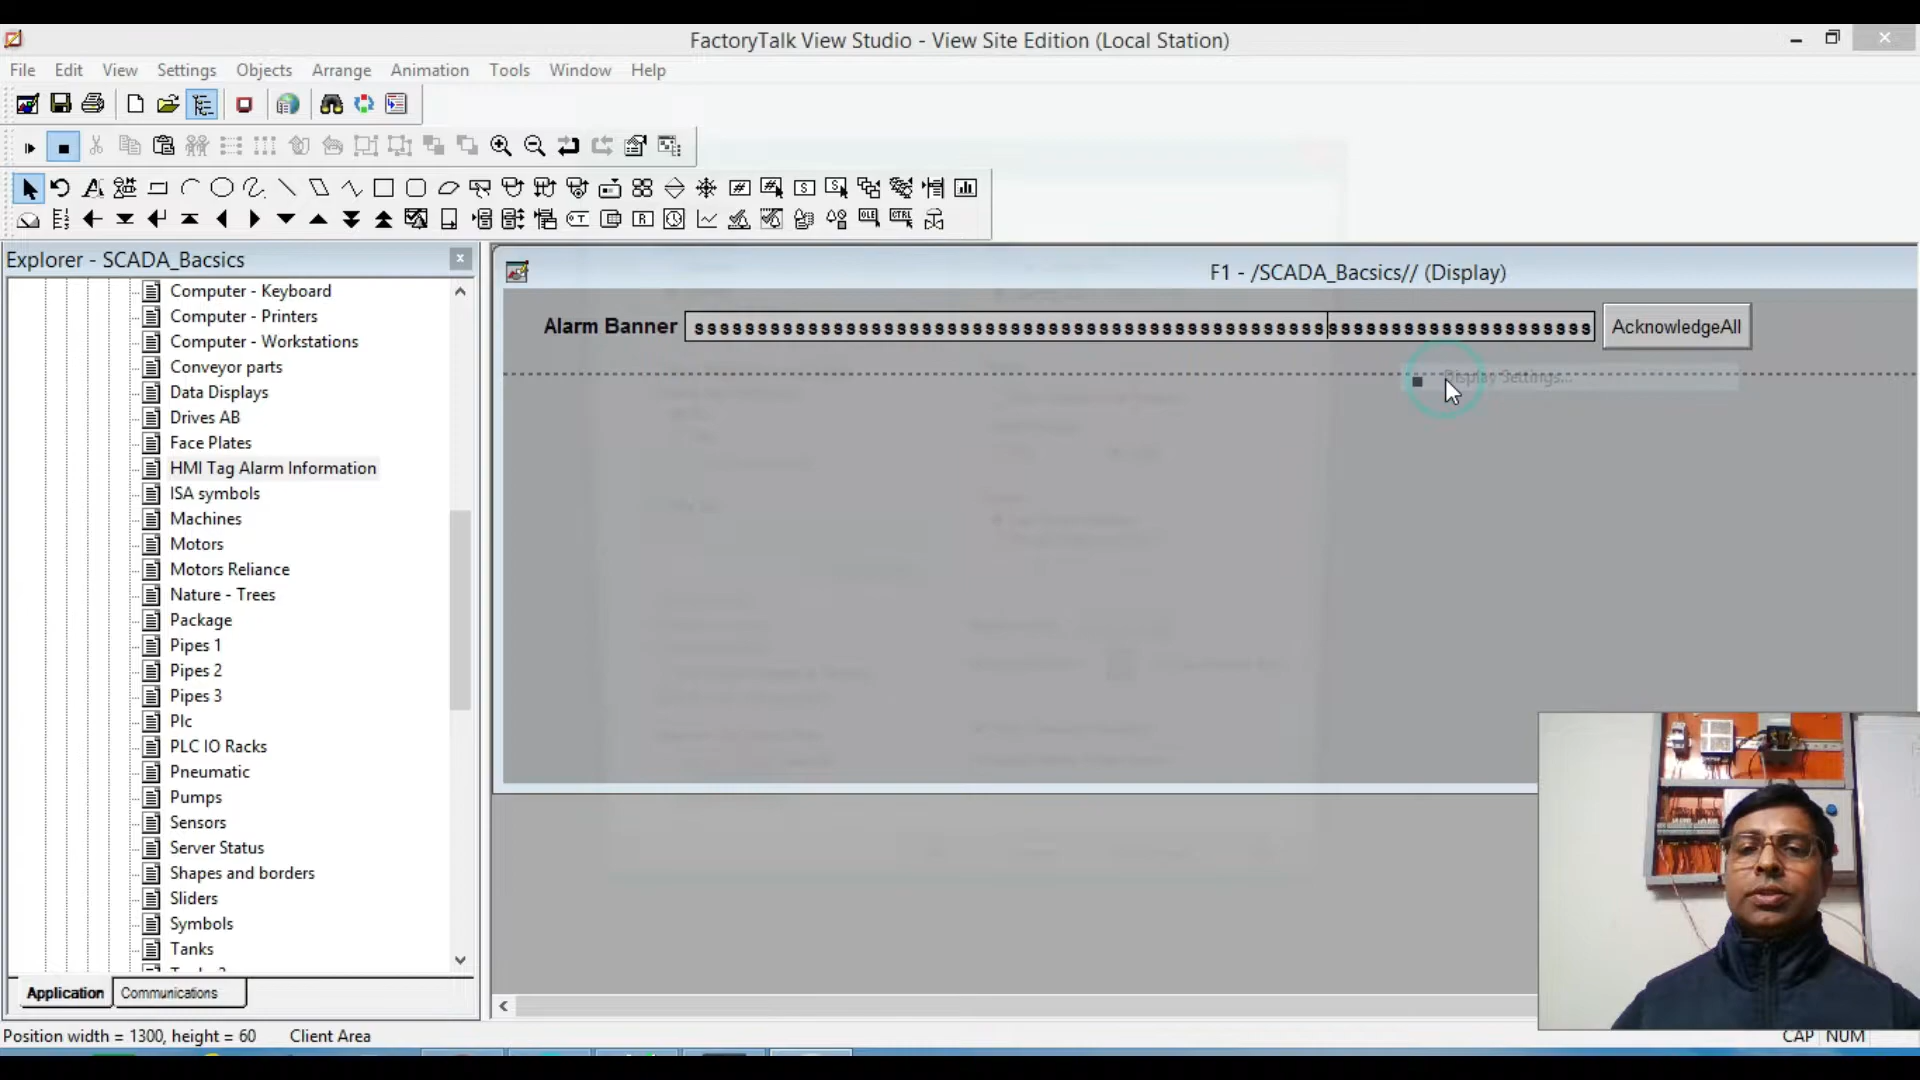 FactoryTalk View Studio - View Site Edition (Local Station)
File Edit View Settings Objects Arrange Animation Tools Window Help
Explorer - SCADA_Bacsics
Computer - Keyboard
Computer - Printers
Computer - Workstations
Conveyor parts
Data Displays
Drives AB
Face Plates
HMI Tag Alarm Information
ISA symbols
Machines
Motors
Motors Reliance
Nature - Trees
Package
Pipes 1
Pipes 2
Pipes 3
Plc
PLC IO Racks
Pneumatic
Pumps
Sensors
Server Status
Shapes and borders
Sliders
Symbols
Tanks
Application Communications
F1 - /SCADA_Bacsics// (Display)
Alarm Banner sssssssssssssssssssssssssssssssssssssssssssssssssssssssssssssssssssssss AcknowledgeAll
Display Settings...
Position width = 1300, height = 60 Client Area
CAP NUM